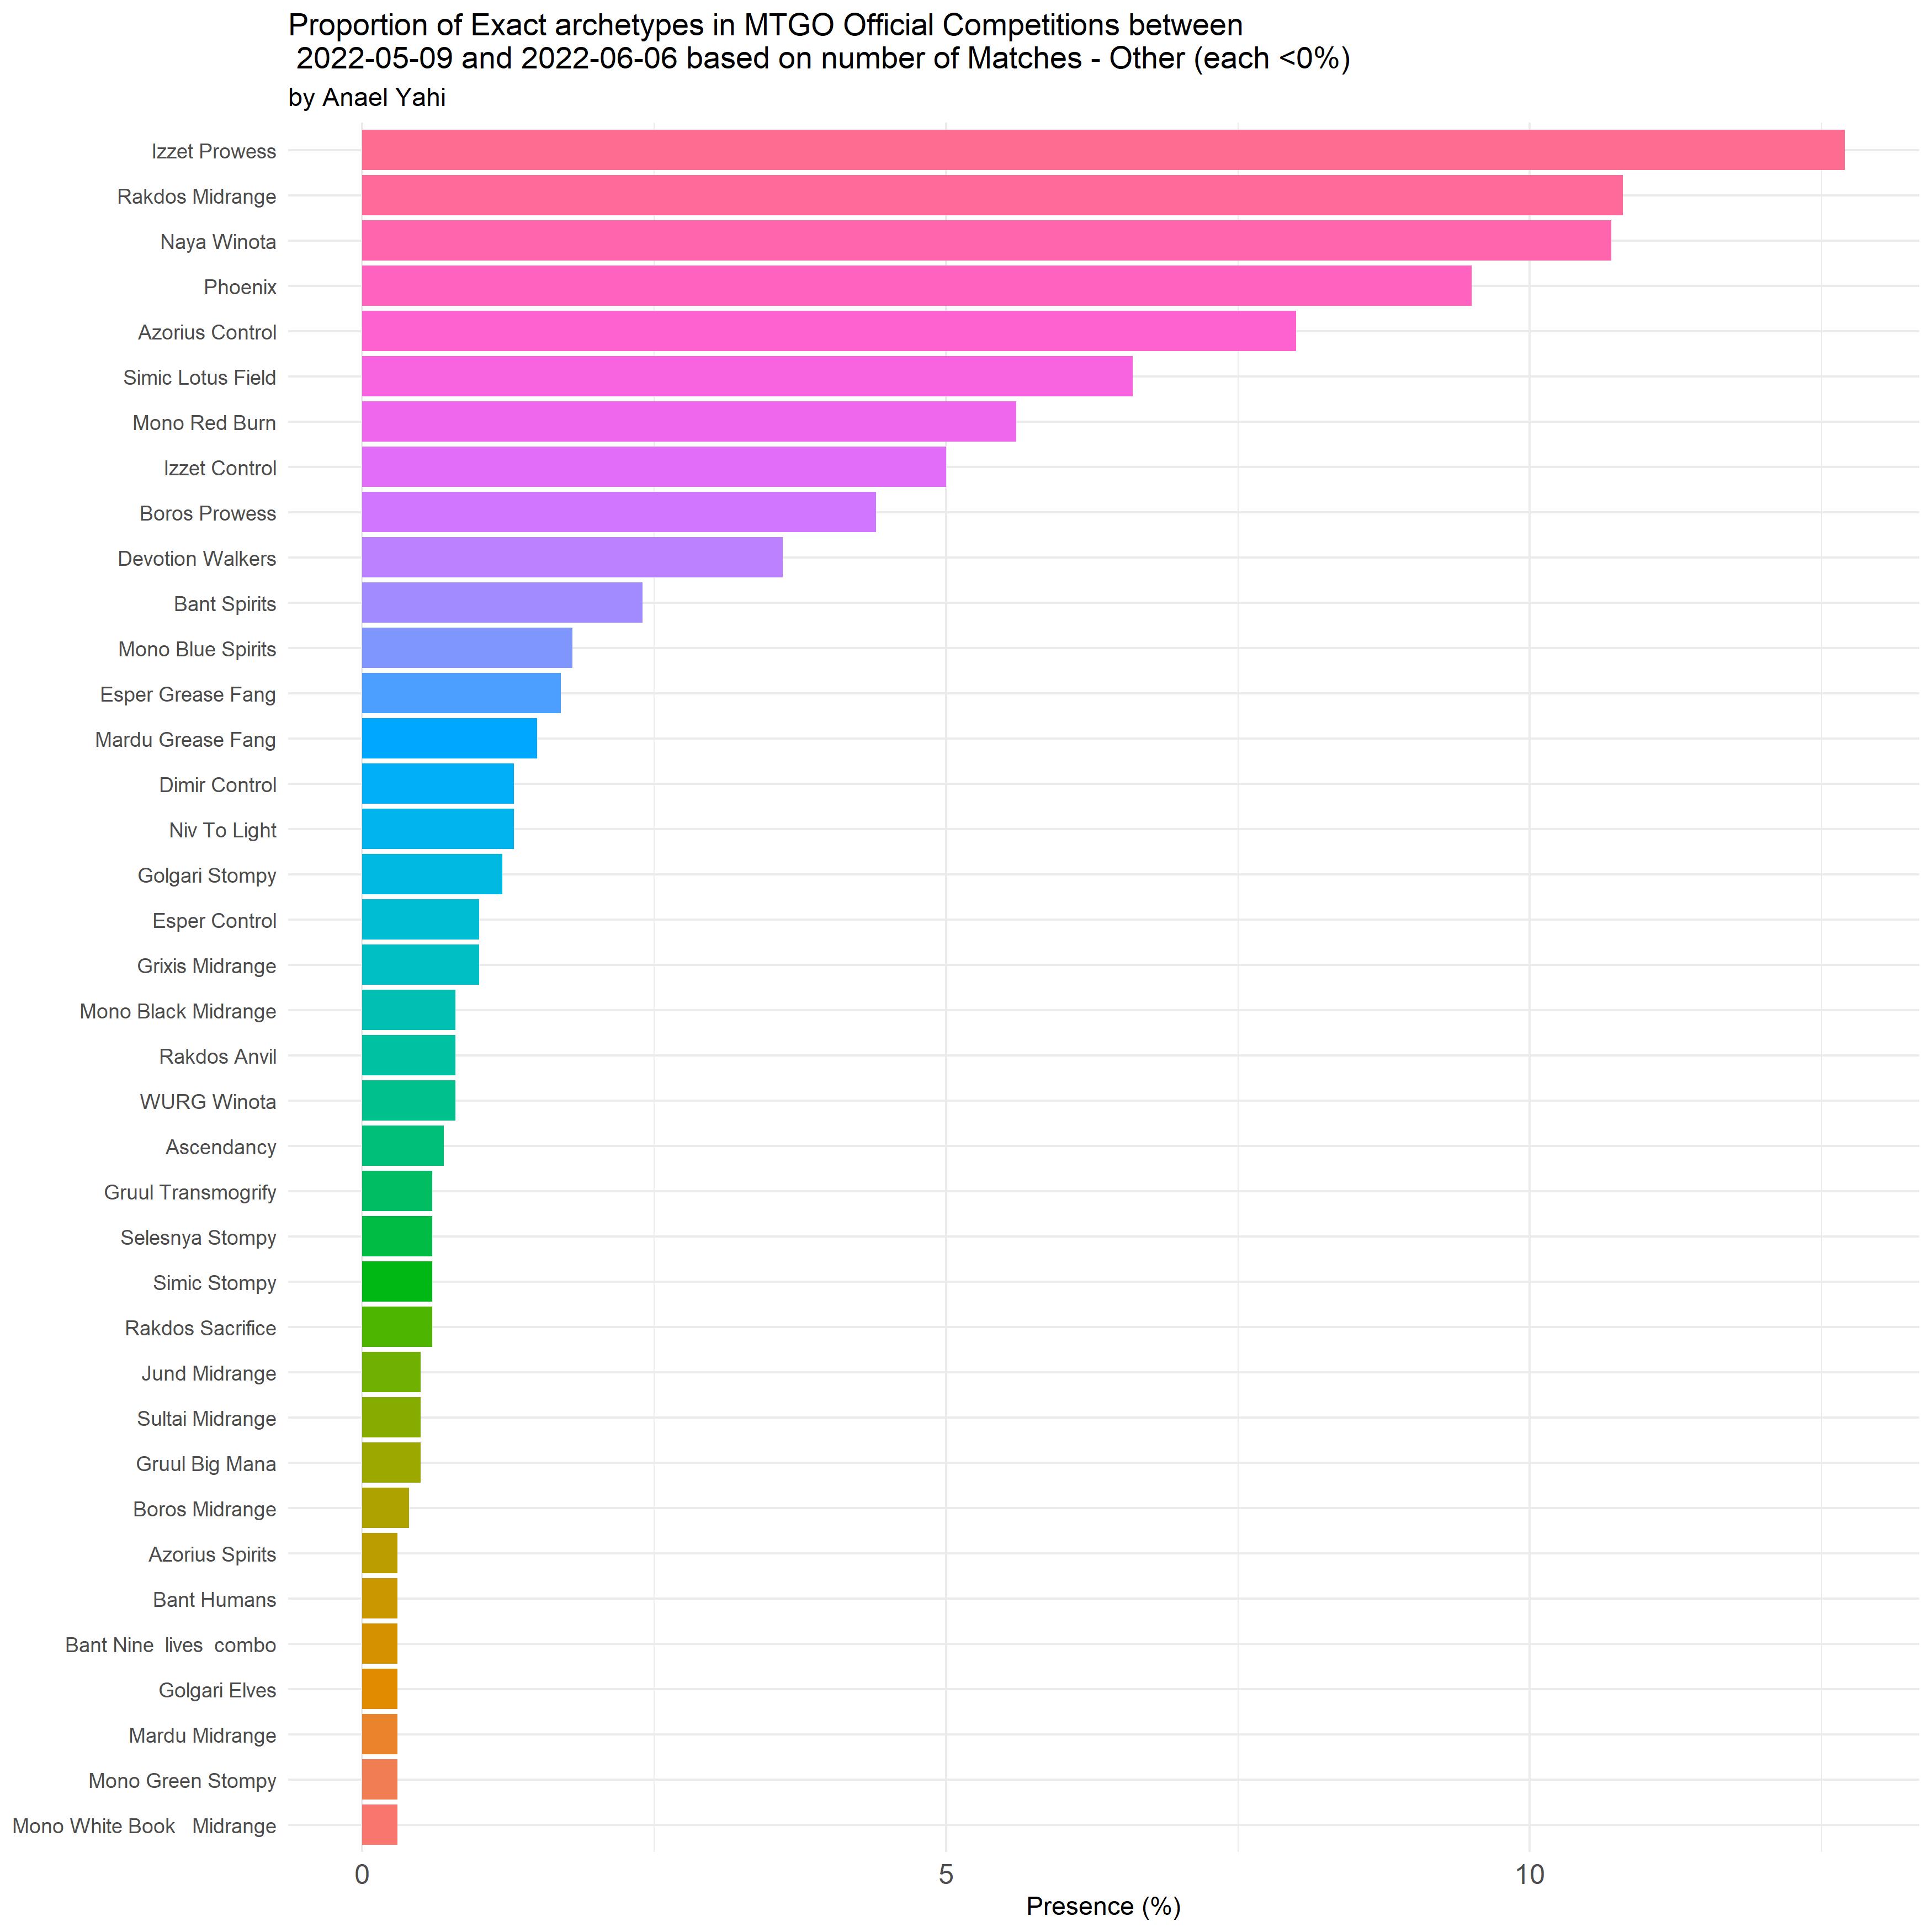 Proportion of Exact archetypes in MTGO Official Competitions between
2022-05-09 and 2022-06-06 based on number of Matches - Other (each <0%)
by Anael Yahi
Izzet Prowess
Rakdos Midrange
Naya Winota
Phoenix
Azorius Control
Simic Lotus Field
Mono Red Burn
Izzet Control
Boros Prowess
Devotion Walkers
Bant Spirits
Mono Blue Spirits
Esper Grease Fang
Mardu Grease Fang
Dimir Control
Niv To Light
Golgari Stompy
Esper Control
Grixis Midrange
Mono Black Midrange
Rakdos Anvil
WURG Winota
Ascendancy
Gruul Transmogrify
Selesnya Stompy
Simic Stompy
Rakdos Sacrifice
Jund Midrange
Sultai Midrange
Gruul Big Mana
Boros Midrange
Azorius Spirits
Bant Humans
Bant Nine  lives  combo
Golgari Elves
Mardu Midrange
Mono Green Stompy
Mono White Book   Midrange
0 5 10
Presence (%)